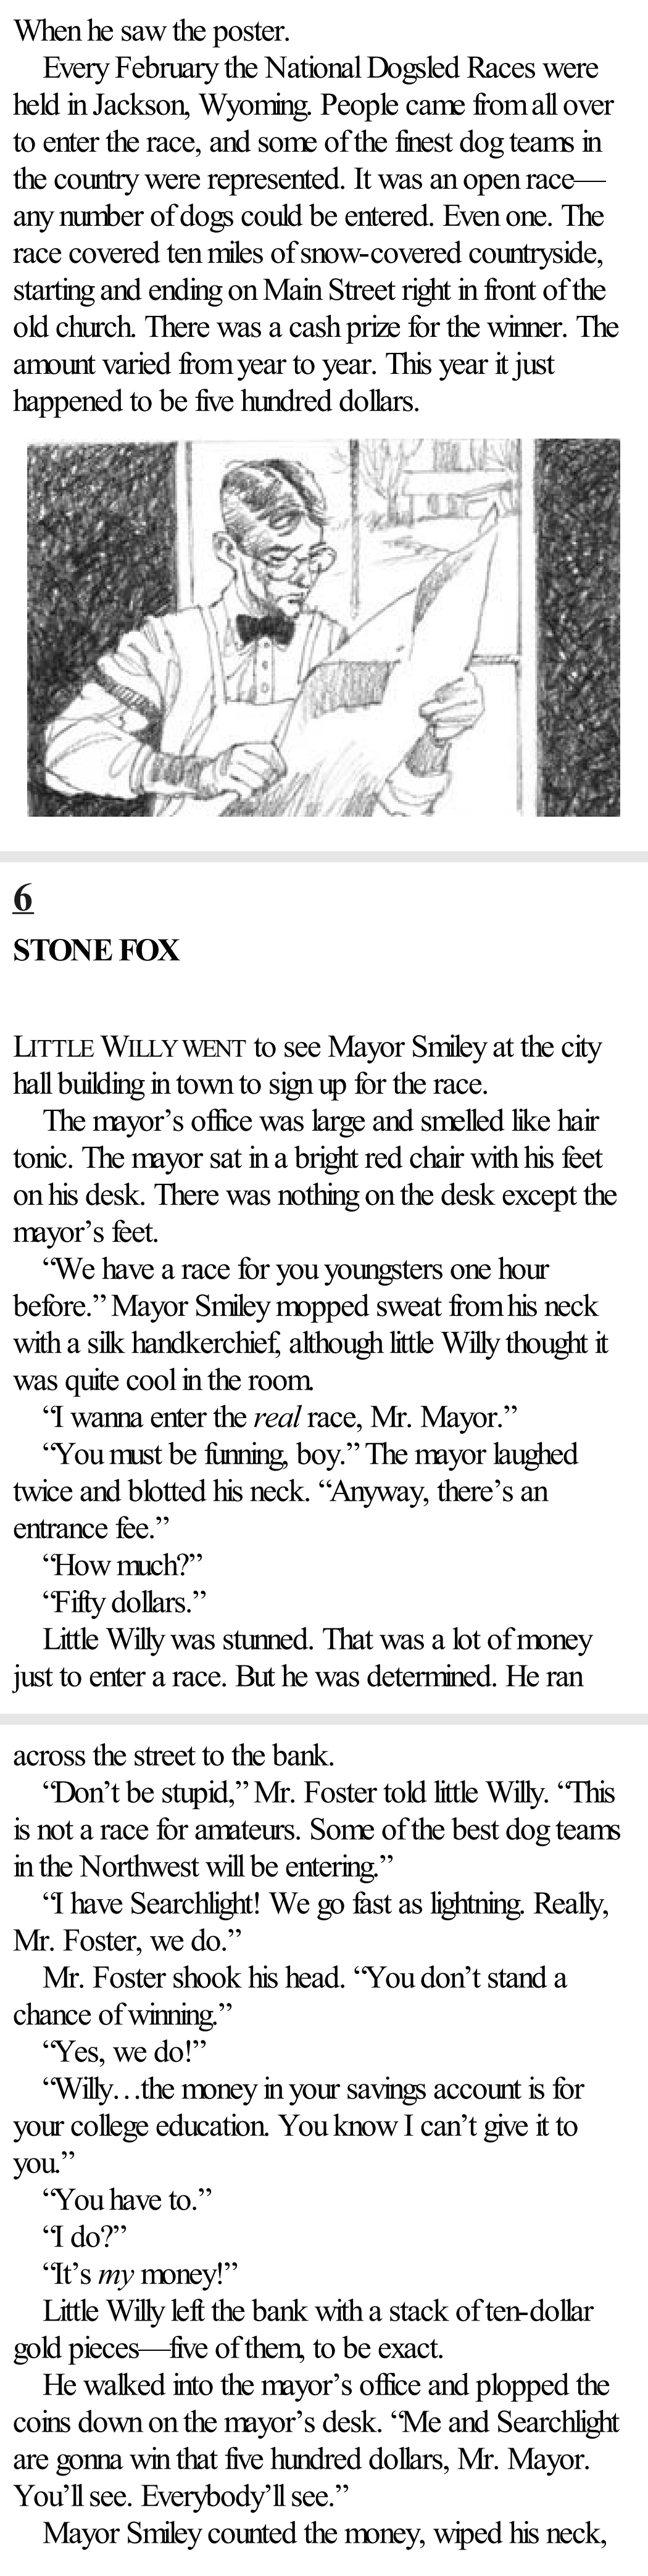 When he saw the poster.
Every February the National Dogsled Races were
held in Jackson, Wyoming. People came from all over
to enter the race, and some of the finest dog teams in
the country were represented. It was an open race—
any number of dogs could be entered. Even one. The
race covered ten miles of snow-covered countryside,
starting and ending on Main Street right in front of the
old church. There was a cash prize for the winner. The
amount varied from year to year. This year it just
happened to be five hundred dollars.
6
STONE FOX
LITTLE WILLY WENT to see Mayor Smiley at the city
hall building in town to sign up for the race.
The mayor’s office was large and smelled like hair
tonic. The mayor sat in a bright red chair with his feet
on his desk. There was nothing on the desk except the
mayor’s feet.
“We have a race for you youngsters one hour
before.” Mayor Smiley mopped sweat from his neck
with a silk handkerchief, although little Willy thought it
was quite cool in the room.
“I wanna enter the real race, Mr. Mayor.”
“You must be funning, boy.” The mayor laughed
twice and blotted his neck. “Anyway, there’s an
entrance fee.”
“How much?”
“Fifty dollars.”
Little Willy was stunned. That was a lot of money
just to enter a race. But he was determined. He ran
across the street to the bank.
“Don’t be stupid,” Mr. Foster told little Willy. “This
is not a race for amateurs. Some of the best dog teams
in the Northwest will be entering.”
“I have Searchlight! We go fast as lightning. Really,
Mr. Foster, we do.”
Mr. Foster shook his head. “You don’t stand a
chance of winning.”
“Yes, we do!”
“Willy…the money in your savings account is for
your college education. You know I can’t give it to
you.”
“You have to.”
“I do?”
“It’s my money!”
Little Willy left the bank with a stack of ten-dollar
gold pieces—five of them, to be exact.
He walked into the mayor’s office and plopped the
coins down on the mayor’s desk. “Me and Searchlight
are gonna win that five hundred dollars, Mr. Mayor.
You’ll see. Everybody’ll see.”
Mayor Smiley counted the money, wiped his neck,